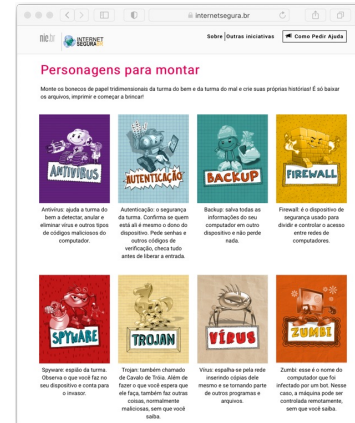 internetsegura.br
nic.br INTERNET SEGURA.BR Sobre | Outras iniciativas Como Pedir Ajuda
Personagens para montar
Monte os bonecos de papel tridimensionais da turma do bem e da turma do mal e crie suas próprias histórias! É só baixar
os arquivos, imprimir e começar a brincar!
ANTIVÍRUS
AUTENTICAÇÃO
BACKUP
FIREWALL
Antivírus: ajuda a turma do
bem a detectar, anular e
eliminar vírus e outros tipos
de códigos maliciosos do
computador.
Autenticação: o segurança
da turma. Confirma se quem
está ali é mesmo o dono do
dispositivo. Pede senhas e
outros códigos de
verificação, checa tudo
antes de liberar a entrada.
Backup: salva todas as
informações do seu
computador em outro
dispositivo e não perde
nada.
Firewall: é o dispositivo de
segurança usado para
dividir e controlar o acesso
entre redes de
computadores.
SPYWARE
TROJAN
VÍRUS
ZUMBI
Spyware: espião da turma.
Observa o que você faz no
seu dispositivo e conta para
o invasor.
Trojan: também chamado
de Cavalo de Tróia. Além de
fazer o que você espera que
ele faça, também faz outras
coisas, normalmente
maliciosas, sem que você
saiba.
Vírus: espalha-se pela rede
inserindo cópias dele
mesmo e se tornando parte
de outros programas e
arquivos.
Zumbi: esse é o nome do
computador que foi
infectado por um bot. Nesse
caso, a máquina pode ser
controlada remotamente,
sem que você saiba.